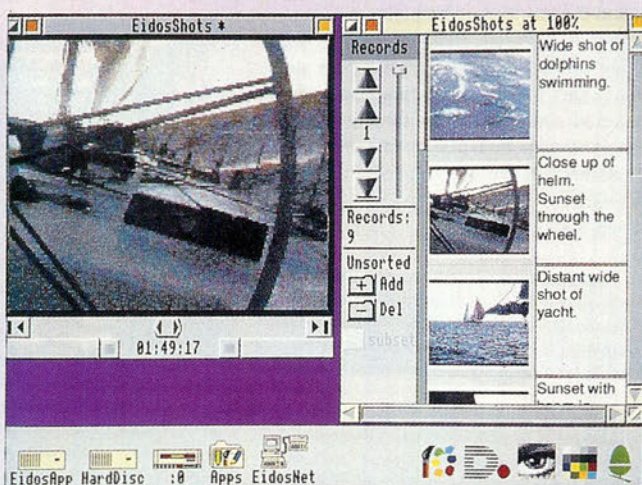 EidosShots *
01:49:17
EidosShots at 100%
Records
1
Records:
9
Unsorted
Add
Del
subset
Wide shot of
dolphins
swimming.
Close up of
helm.
Sunset
through the
wheel.
Distant wide
shot of
yacht.
Sunset with
EidosApp HardDisc :0 Apps EidosNet